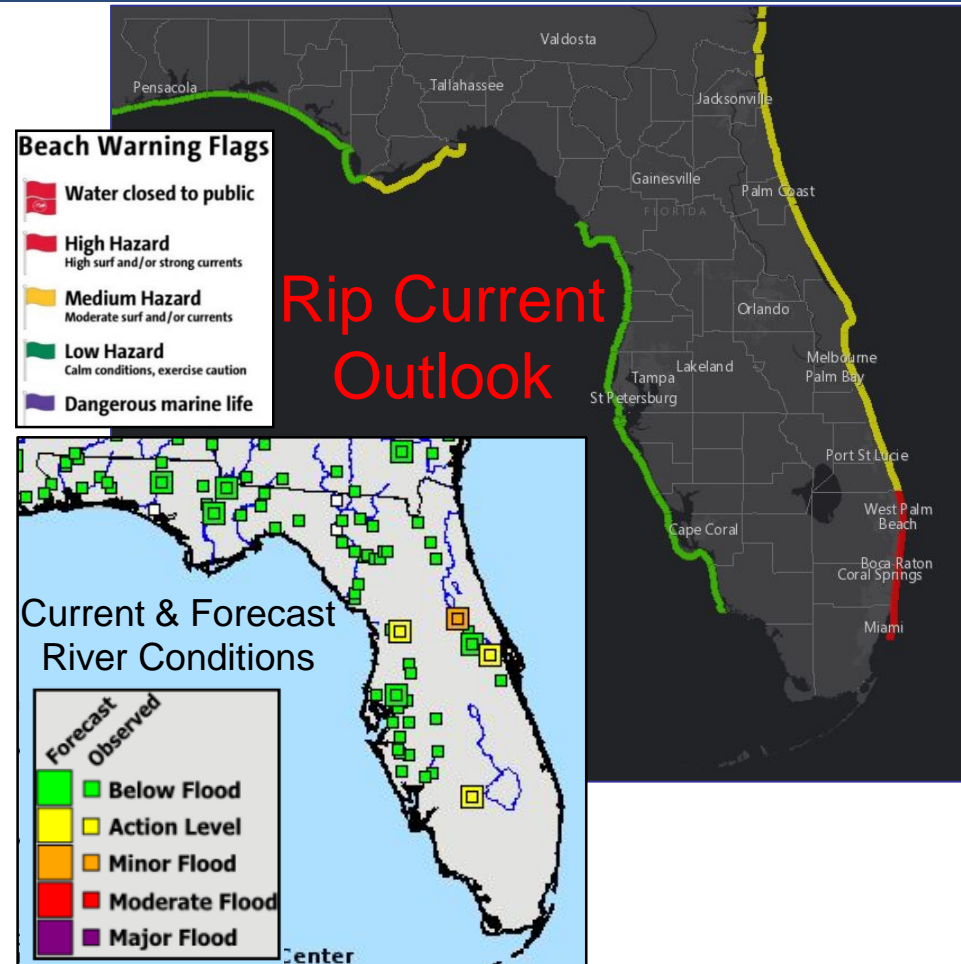 Valdosta
Pensacola
Tallahassee
Jacksonville
Beach Warning Flags
Water closed to public
High Hazard
High surf and/or strong currents
Medium Hazard
Moderate surf and/or currents
Low Hazard
Calm conditions, exercise caution
Dangerous marine life
Gainesville
Palm Coast
FLORIDA
Rip Current
Outlook
Orlando
Melbourne
Palm Bay
Lakeland
Tampa
St Petersburg
Port St Lucie
West Palm
Beach
Cape Coral
Boca Raton
Coral Springs
Miami
Current & Forecast
River Conditions
Forecast
Observed
Below Flood
Action Level
Minor Flood
Moderate Flood
Major Flood
Center